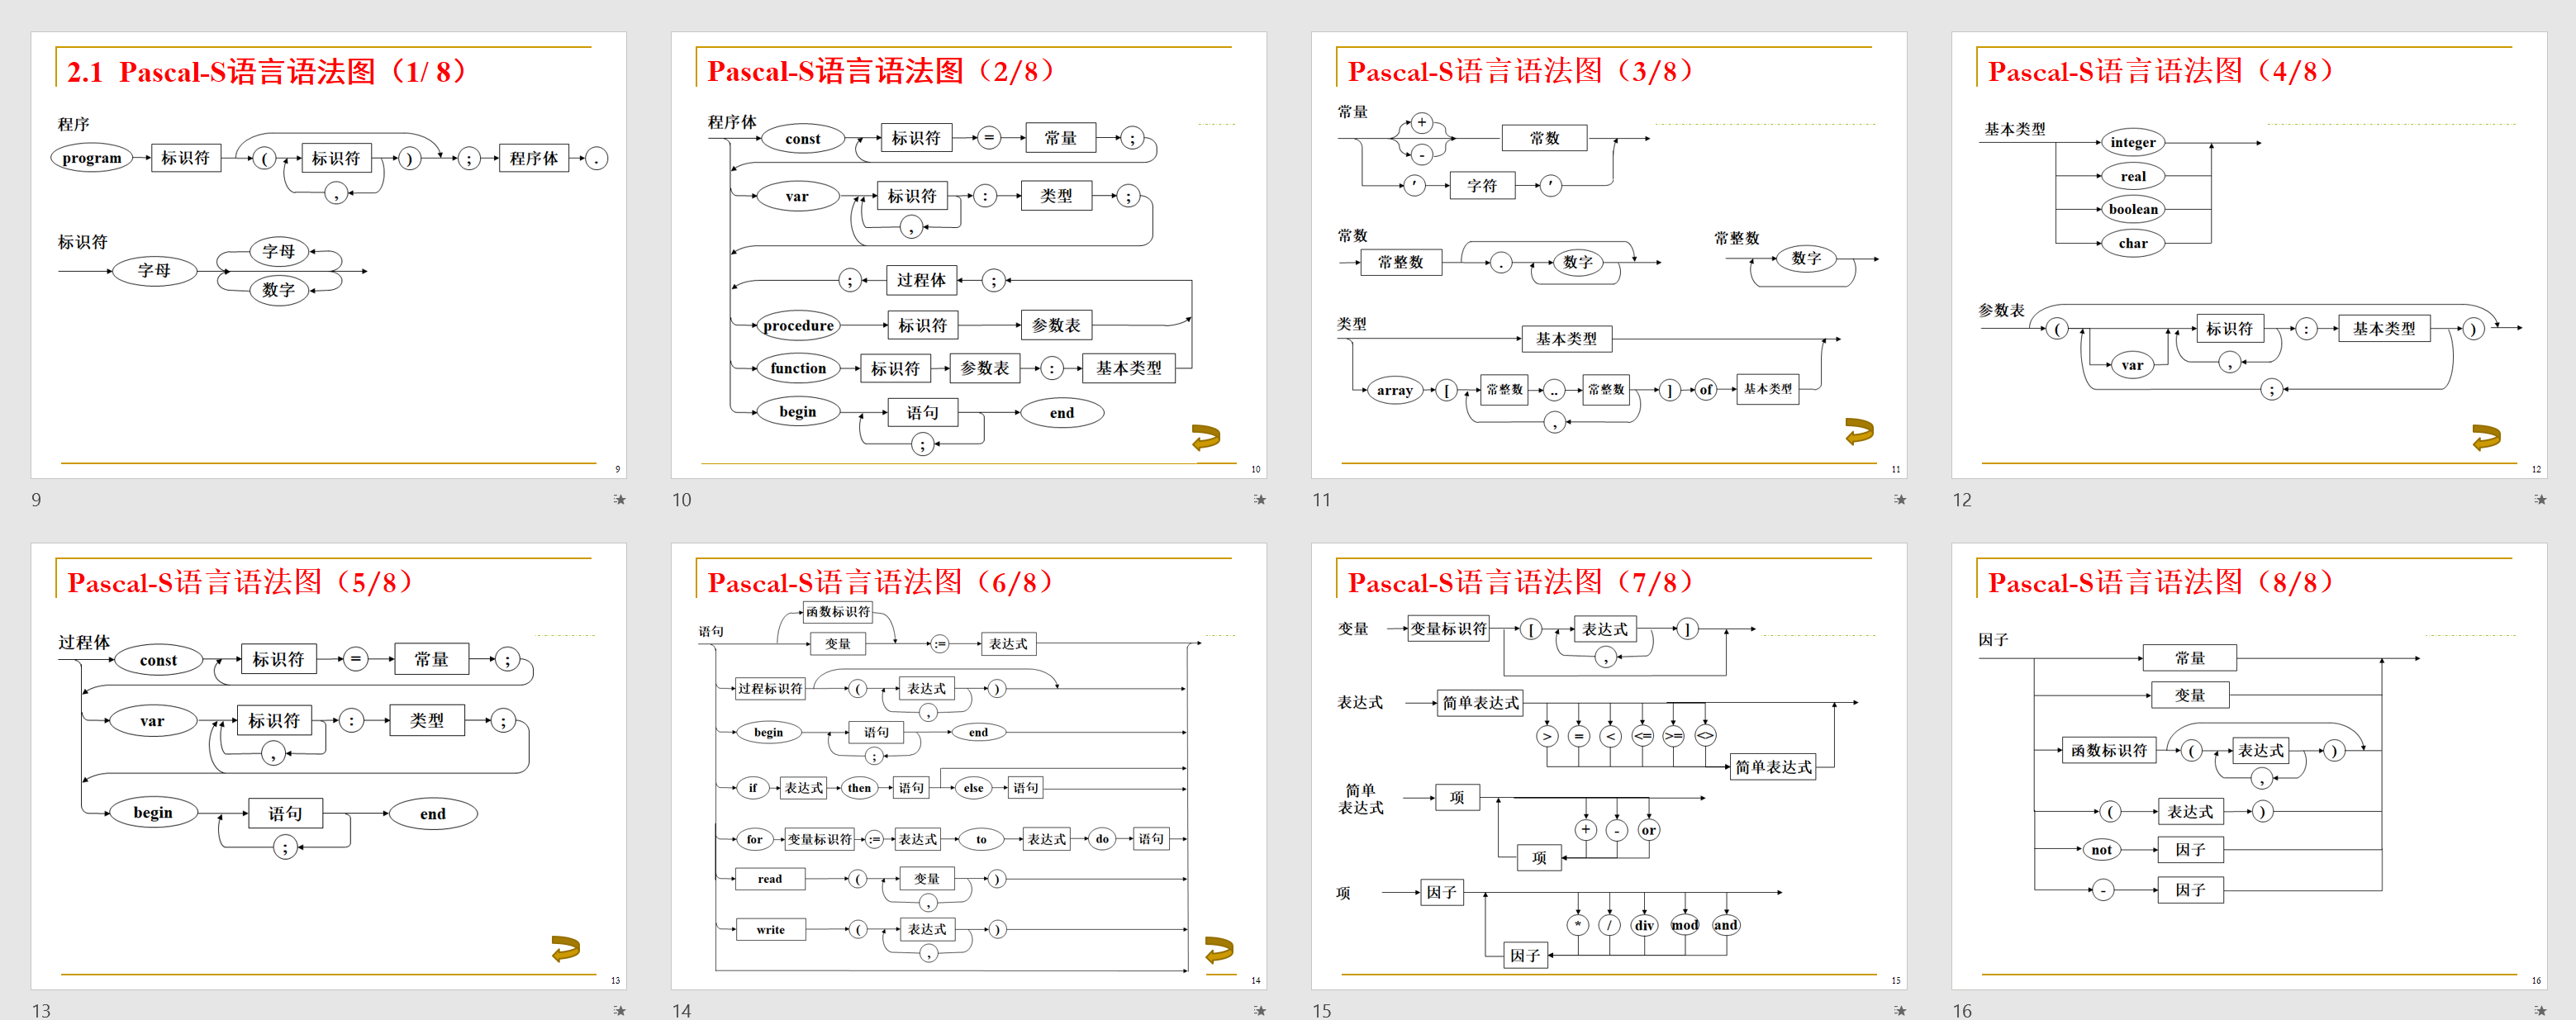 2.1 Pascal-S语言语法图（1/ 8）
程序
program 标识符 ( 标识符 ) ; 程序体 .
,
标识符
字母
字母
数字
9
9
Pascal-S语言语法图（2/8）
程序体
const 标识符 = 常量 ;
var 标识符 : 类型 ;
,
; 过程体 ;
procedure 标识符 参数表
function 标识符 参数表 : 基本类型
begin 语句 end
;
10
10
Pascal-S语言语法图（3/8）
常量
+
常数
-
' 字符 '
常数
常整数 . 数字
常整数
数字
类型
基本类型
array [ 常整数 .. 常整数 ] of 基本类型
,
11
11
Pascal-S语言语法图（4/8）
基本类型
integer
real
boolean
char
参数表
( 标识符 : 基本类型 )
var ,
;
12
12
Pascal-S语言语法图（5/8）
过程体
const 标识符 = 常量 ;
var 标识符 : 类型 ;
,
begin 语句 end
;
13
13
Pascal-S语言语法图（6/8）
函数标识符
语句
变量 := 表达式
过程标识符 ( 表达式 )
,
begin 语句 end
;
if 表达式 then 语句 else 语句
for 变量标识符 := 表达式 to 表达式 do 语句
read ( 变量 )
,
write ( 表达式 )
,
14
14
Pascal-S语言语法图（7/8）
变量 变量标识符 [ 表达式 ]
,
表达式 简单表达式
> = < <= >= <>
简单表达式
简单
表达式
项
+ - or
项
项 因子
* / div mod and
因子
15
15
Pascal-S语言语法图（8/8）
因子
常量
变量
函数标识符 ( 表达式 )
,
( 表达式 )
not 因子
- 因子
16
16